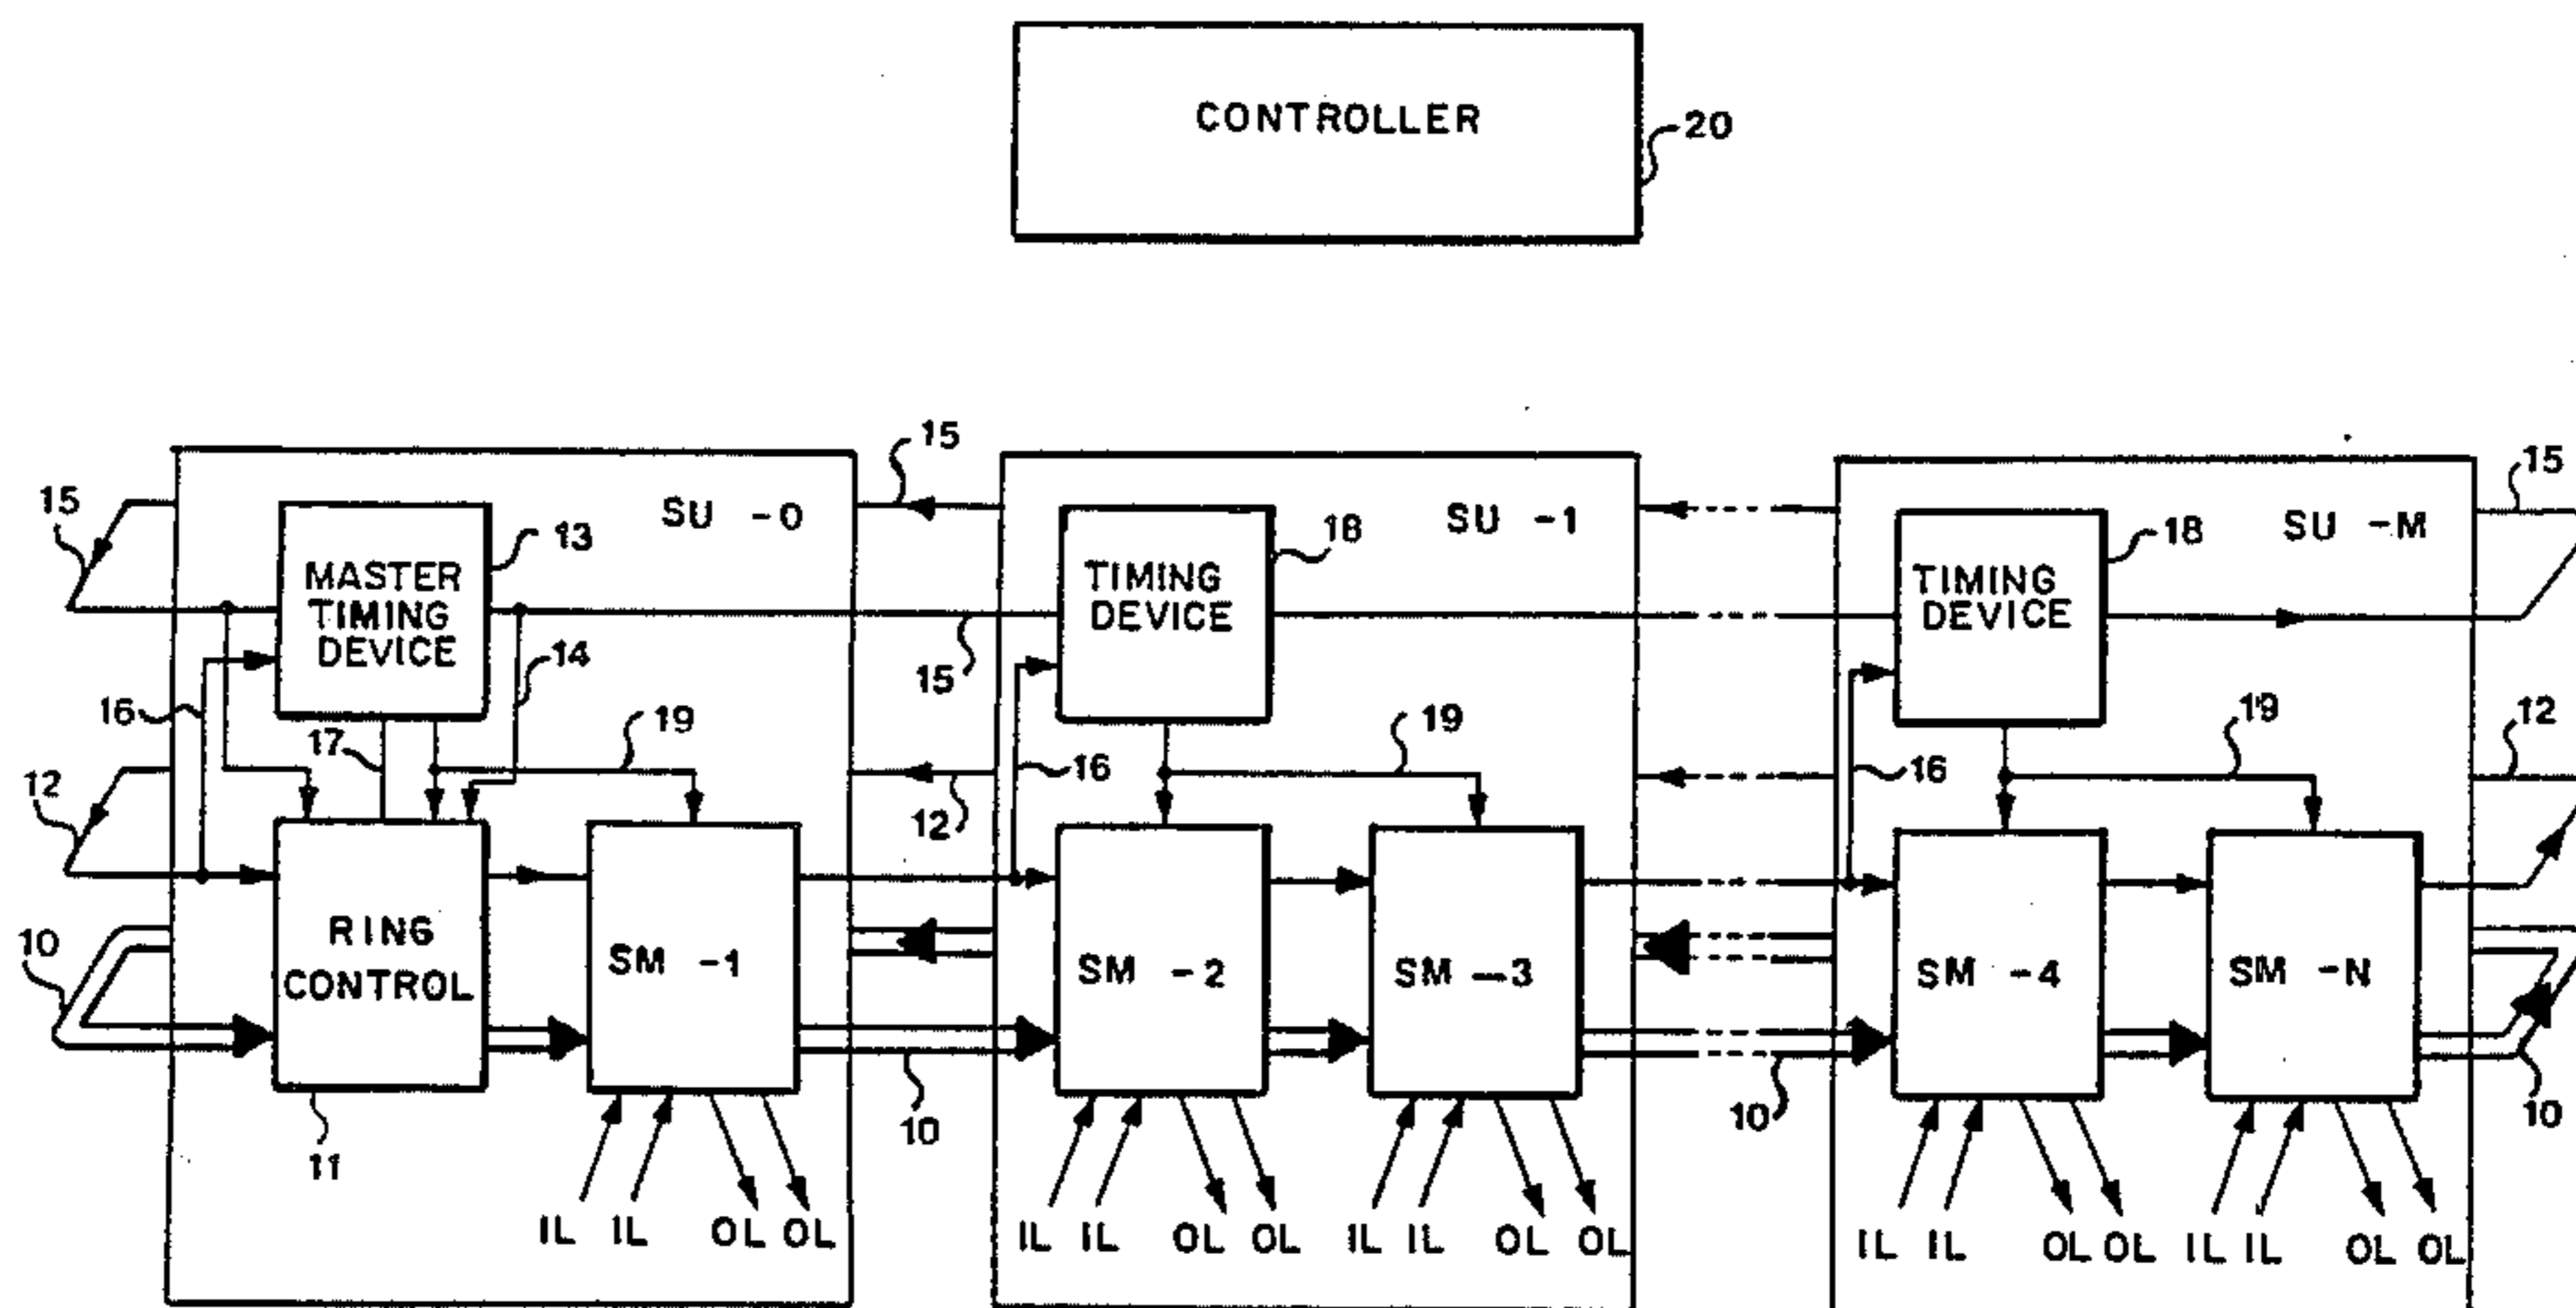 CONTROLLER
20
15
15
15
SU -0
SU -1
SU -M
13
18
18
MASTER
TIMING
DEVICE
TIMING
DEVICE
TIMING
DEVICE
14
15
16
17
19
19
19
12
12
16
16
12
RING
CONTROL
SM -1
SM -2
SM -3
SM -4
SM -N
10
10
10
10
11
IL IL OL OL
IL IL OL OL
IL IL OL OL
IL IL OL OL
IL IL OL OL